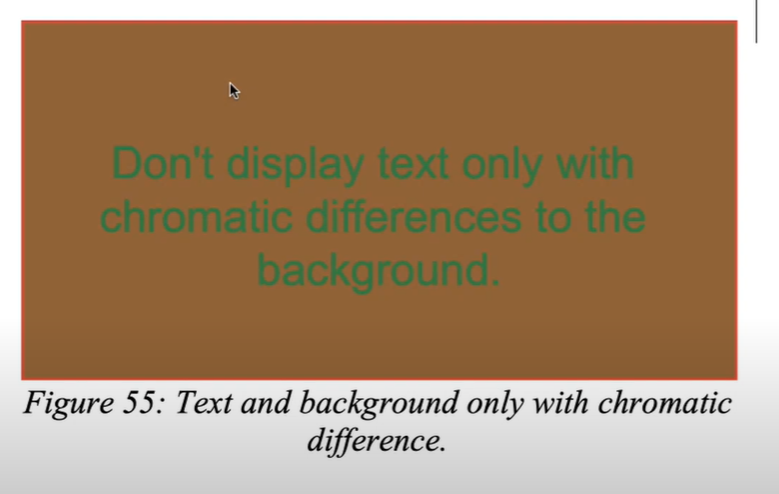 Don't display text only with
chromatic differences to the
background.
Figure 55: Text and background only with chromatic
difference.